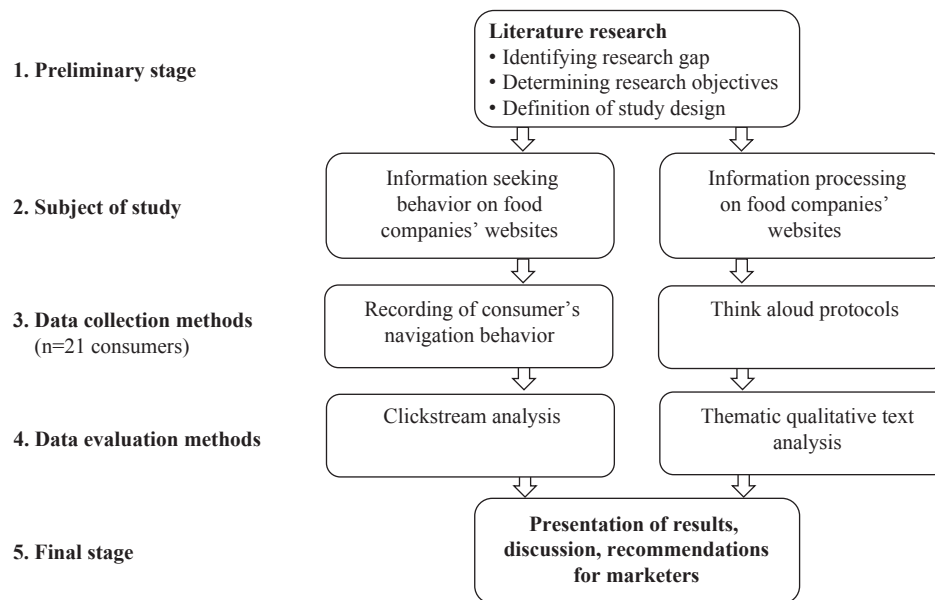 Literature research
• Identifying research gap
• Determining research objectives
• Definition of study design
1. Preliminary stage
Information seeking
behavior on food
companies’ websites
Information processing
on food companies’
websites
2. Subject of study
Recording of consumer’s
navigation behavior
Think aloud protocols
3. Data collection methods
(n=21 consumers)
Clickstream analysis
Thematic qualitative text
analysis
4. Data evaluation methods
Presentation of results,
discussion, recommendations
for marketers
5. Final stage